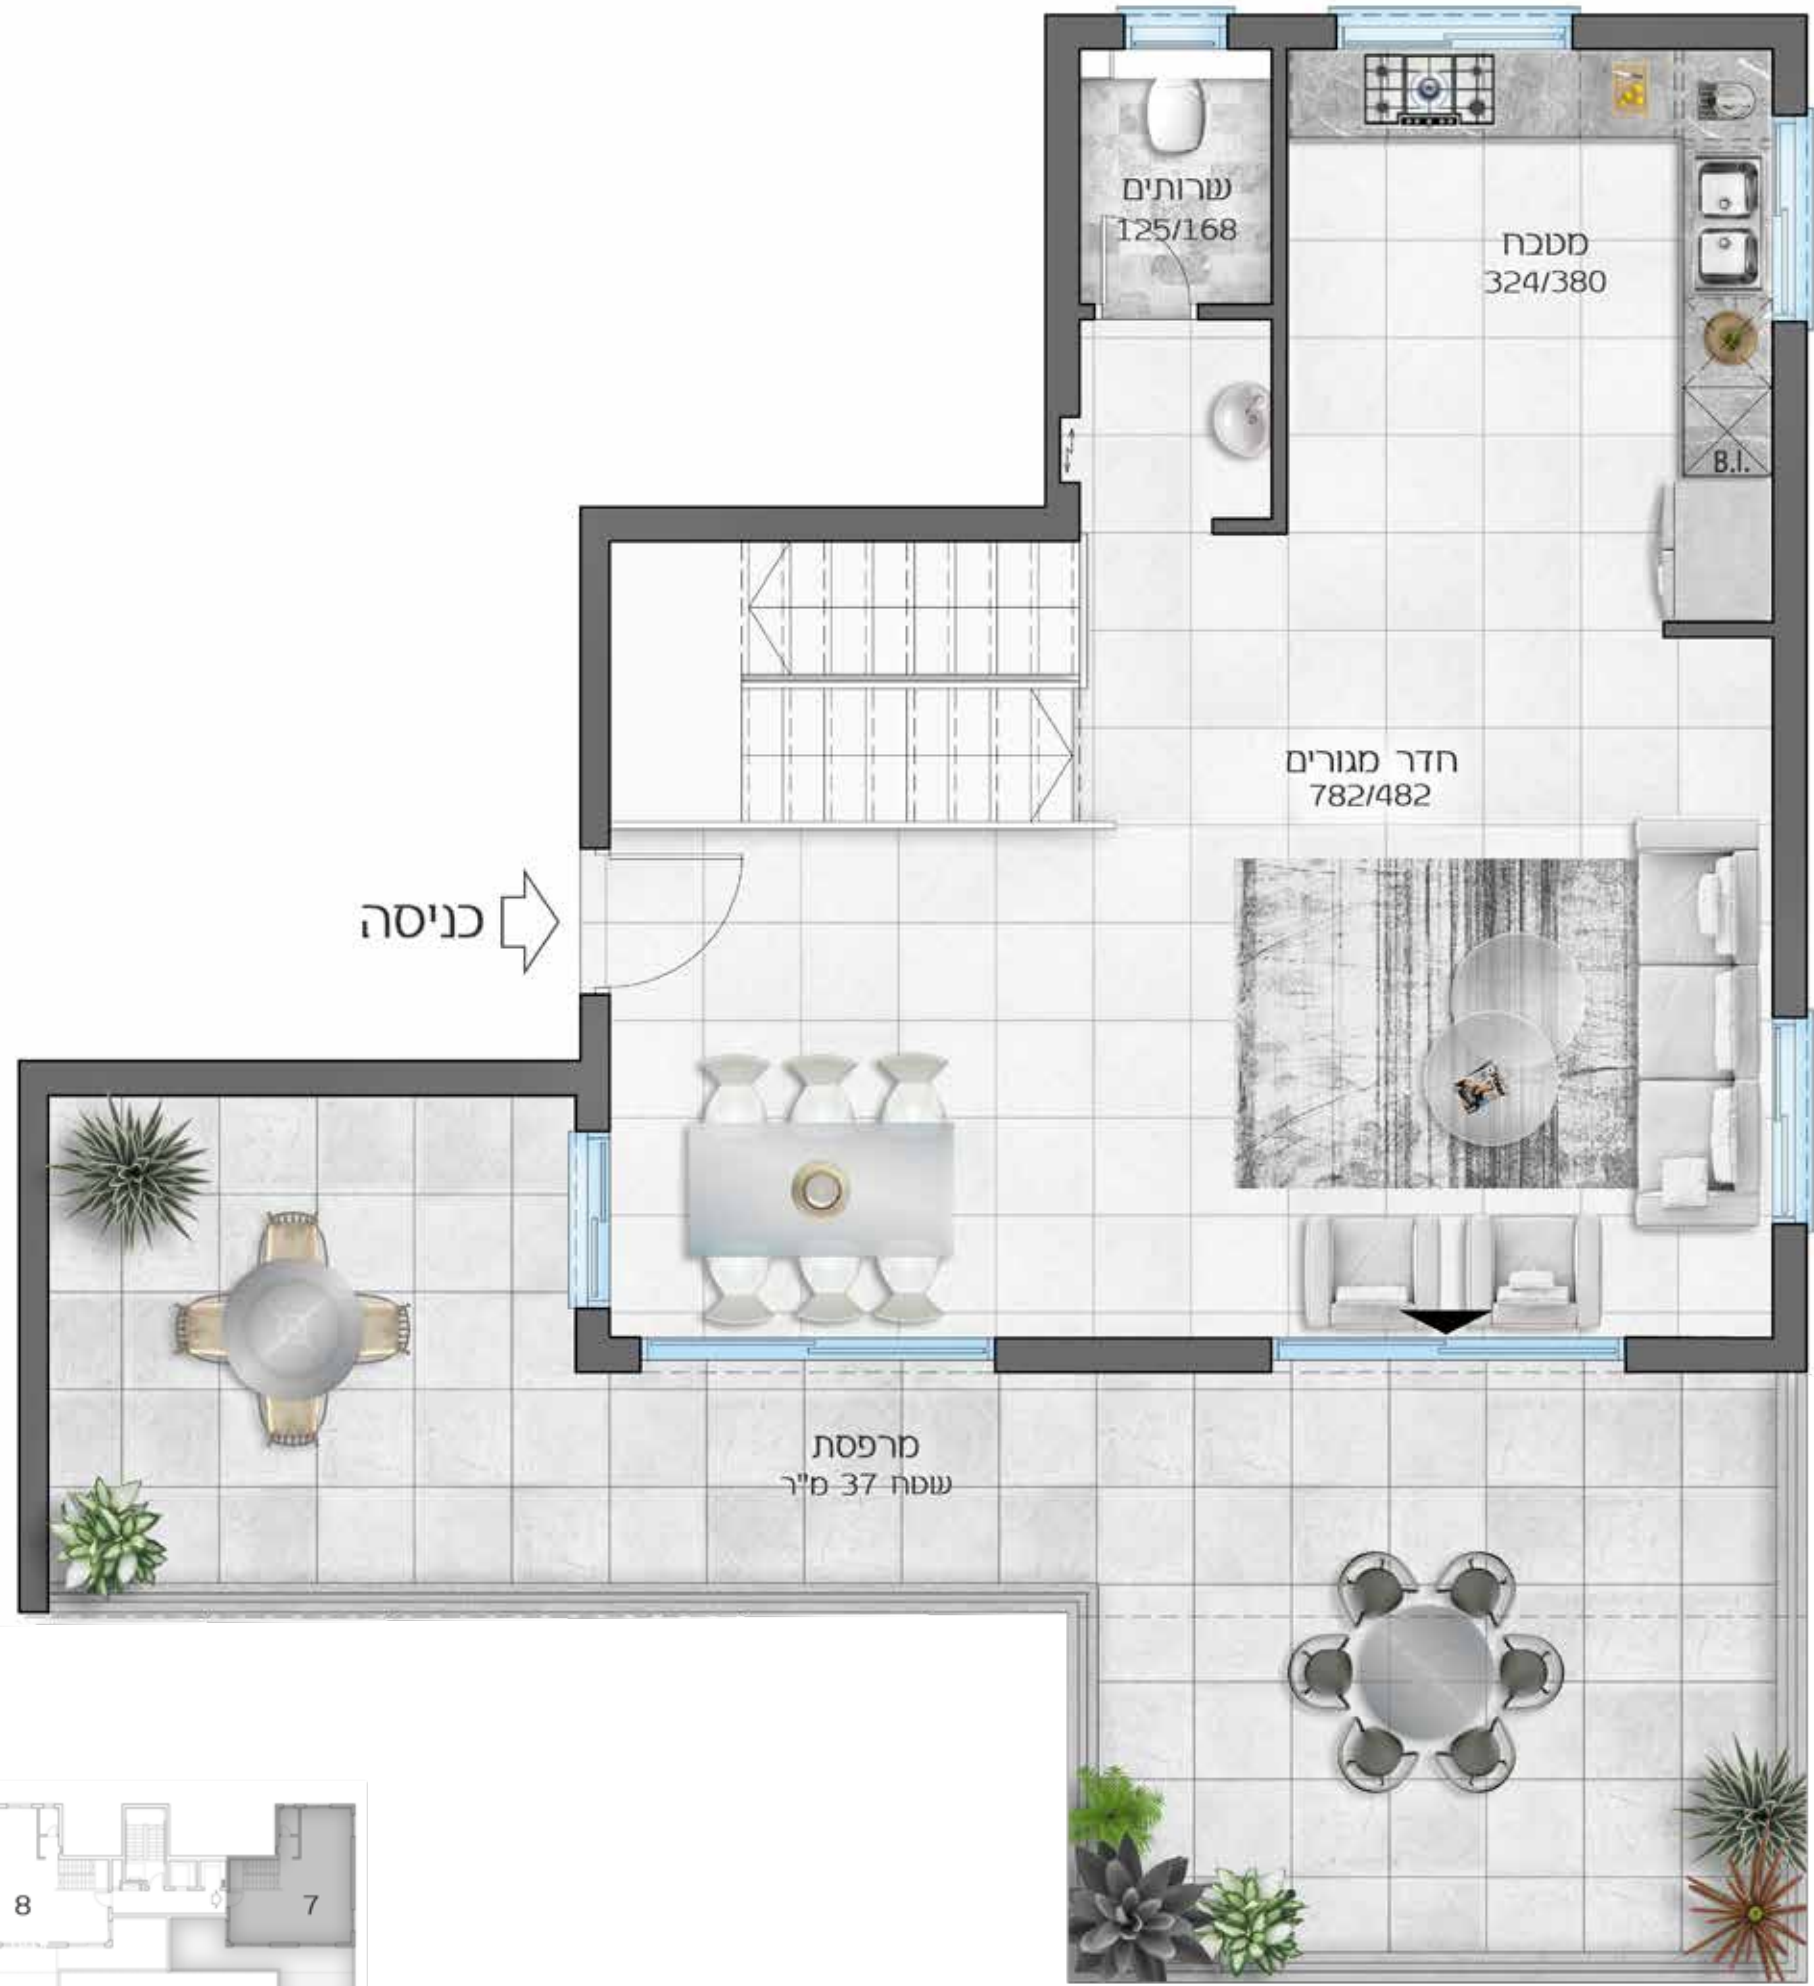 שרותים
125/168
מטבח
324/380
B.I.
חדר מגורים
782/482
כניסה
מרפסת
שטח 37 מ"ר
8
7